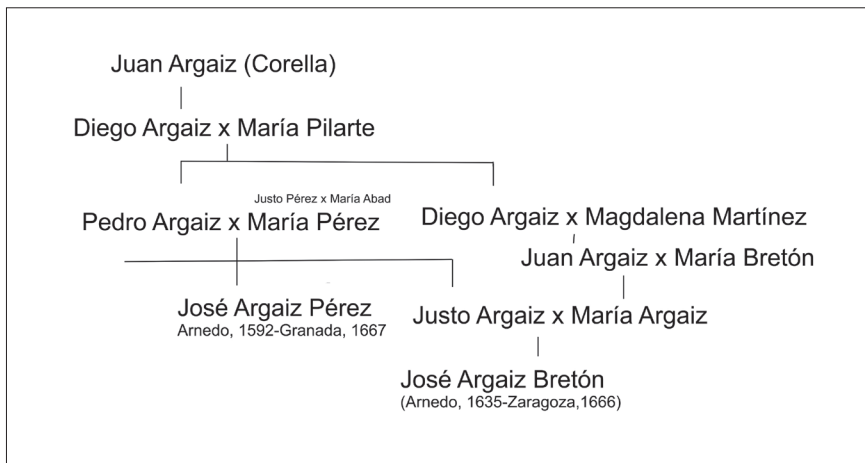 Juan Argaiz (Corella)
Diego Argaiz x María Pilarte
Justo Pérez x María Abad
Pedro Argaiz x María Pérez
Diego Argaiz x Magdalena Martínez
Juan Argaiz x María Bretón
José Argaiz Pérez
Arnedo, 1592-Granada, 1667
Justo Argaiz x María Argaiz
José Argaiz Bretón
(Arnedo, 1635-Zaragoza,1666)